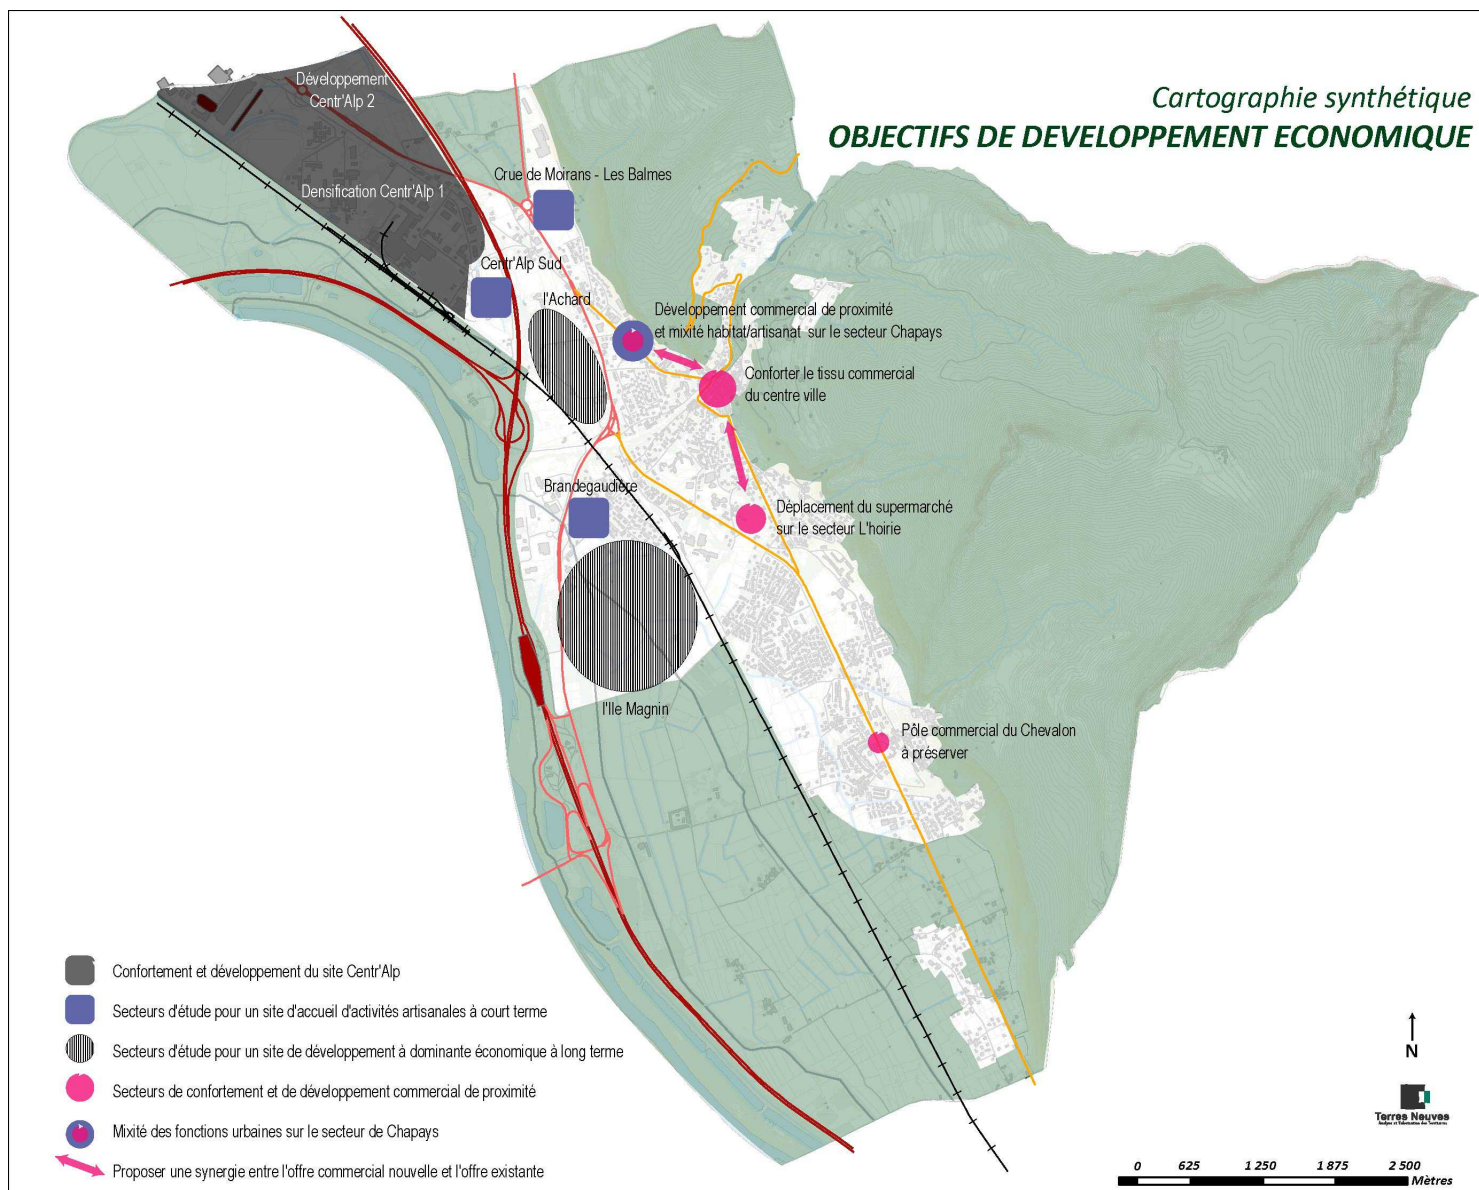 Cartographie synthétique
OBJECTIFS DE DEVELOPPEMENT ECONOMIQUE
Développement
Centr'Alp 2
Densification Centr'Alp 1
Crue de Moirans - Les Balmes
Centr'Alp Sud
l'Achard
Développement commercial de proximité
et mixité habitat/artisanat sur le secteur Chapays
Conforter le tissu commercial
du centre ville
Brandegaudière
Déplacement du supermarché
sur le secteur L'hoirie
l'Ile Magnin
Pôle commercial du Chevalon
à préserver
Confortement et développement du site Centr'Alp
Secteurs d'étude pour un site d'accueil d'activités artisanales à court terme
Secteurs d'étude pour un site de développement à dominante économique à long terme
Secteurs de confortement et de développement commercial de proximité
Mixité des fonctions urbaines sur le secteur de Chapays
Proposer une synergie entre l'offre commercial nouvelle et l'offre existante
N
Terres Neuves
0 625 1 250 1 875 2 500
Mètres